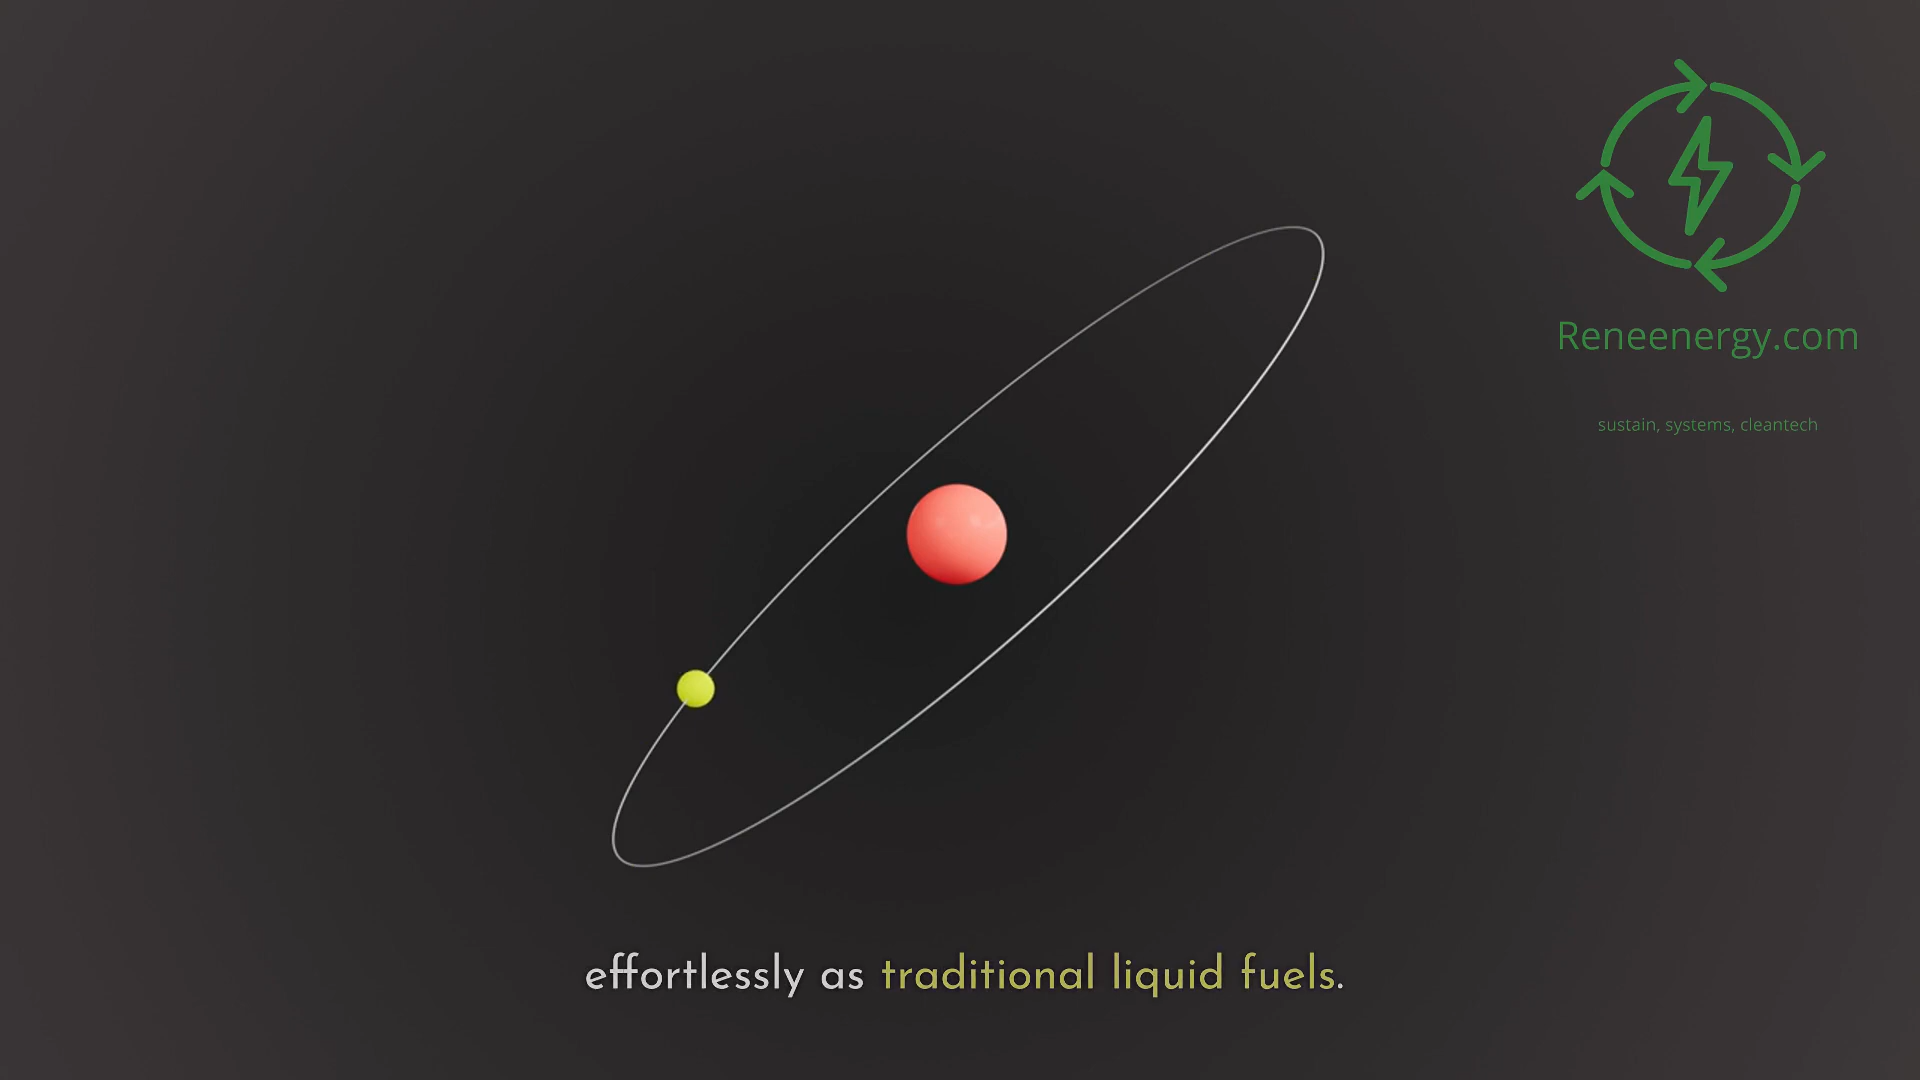 Reneenergy.com
sustain, systems, cleantech
effortlessly as traditional liquid fuels.